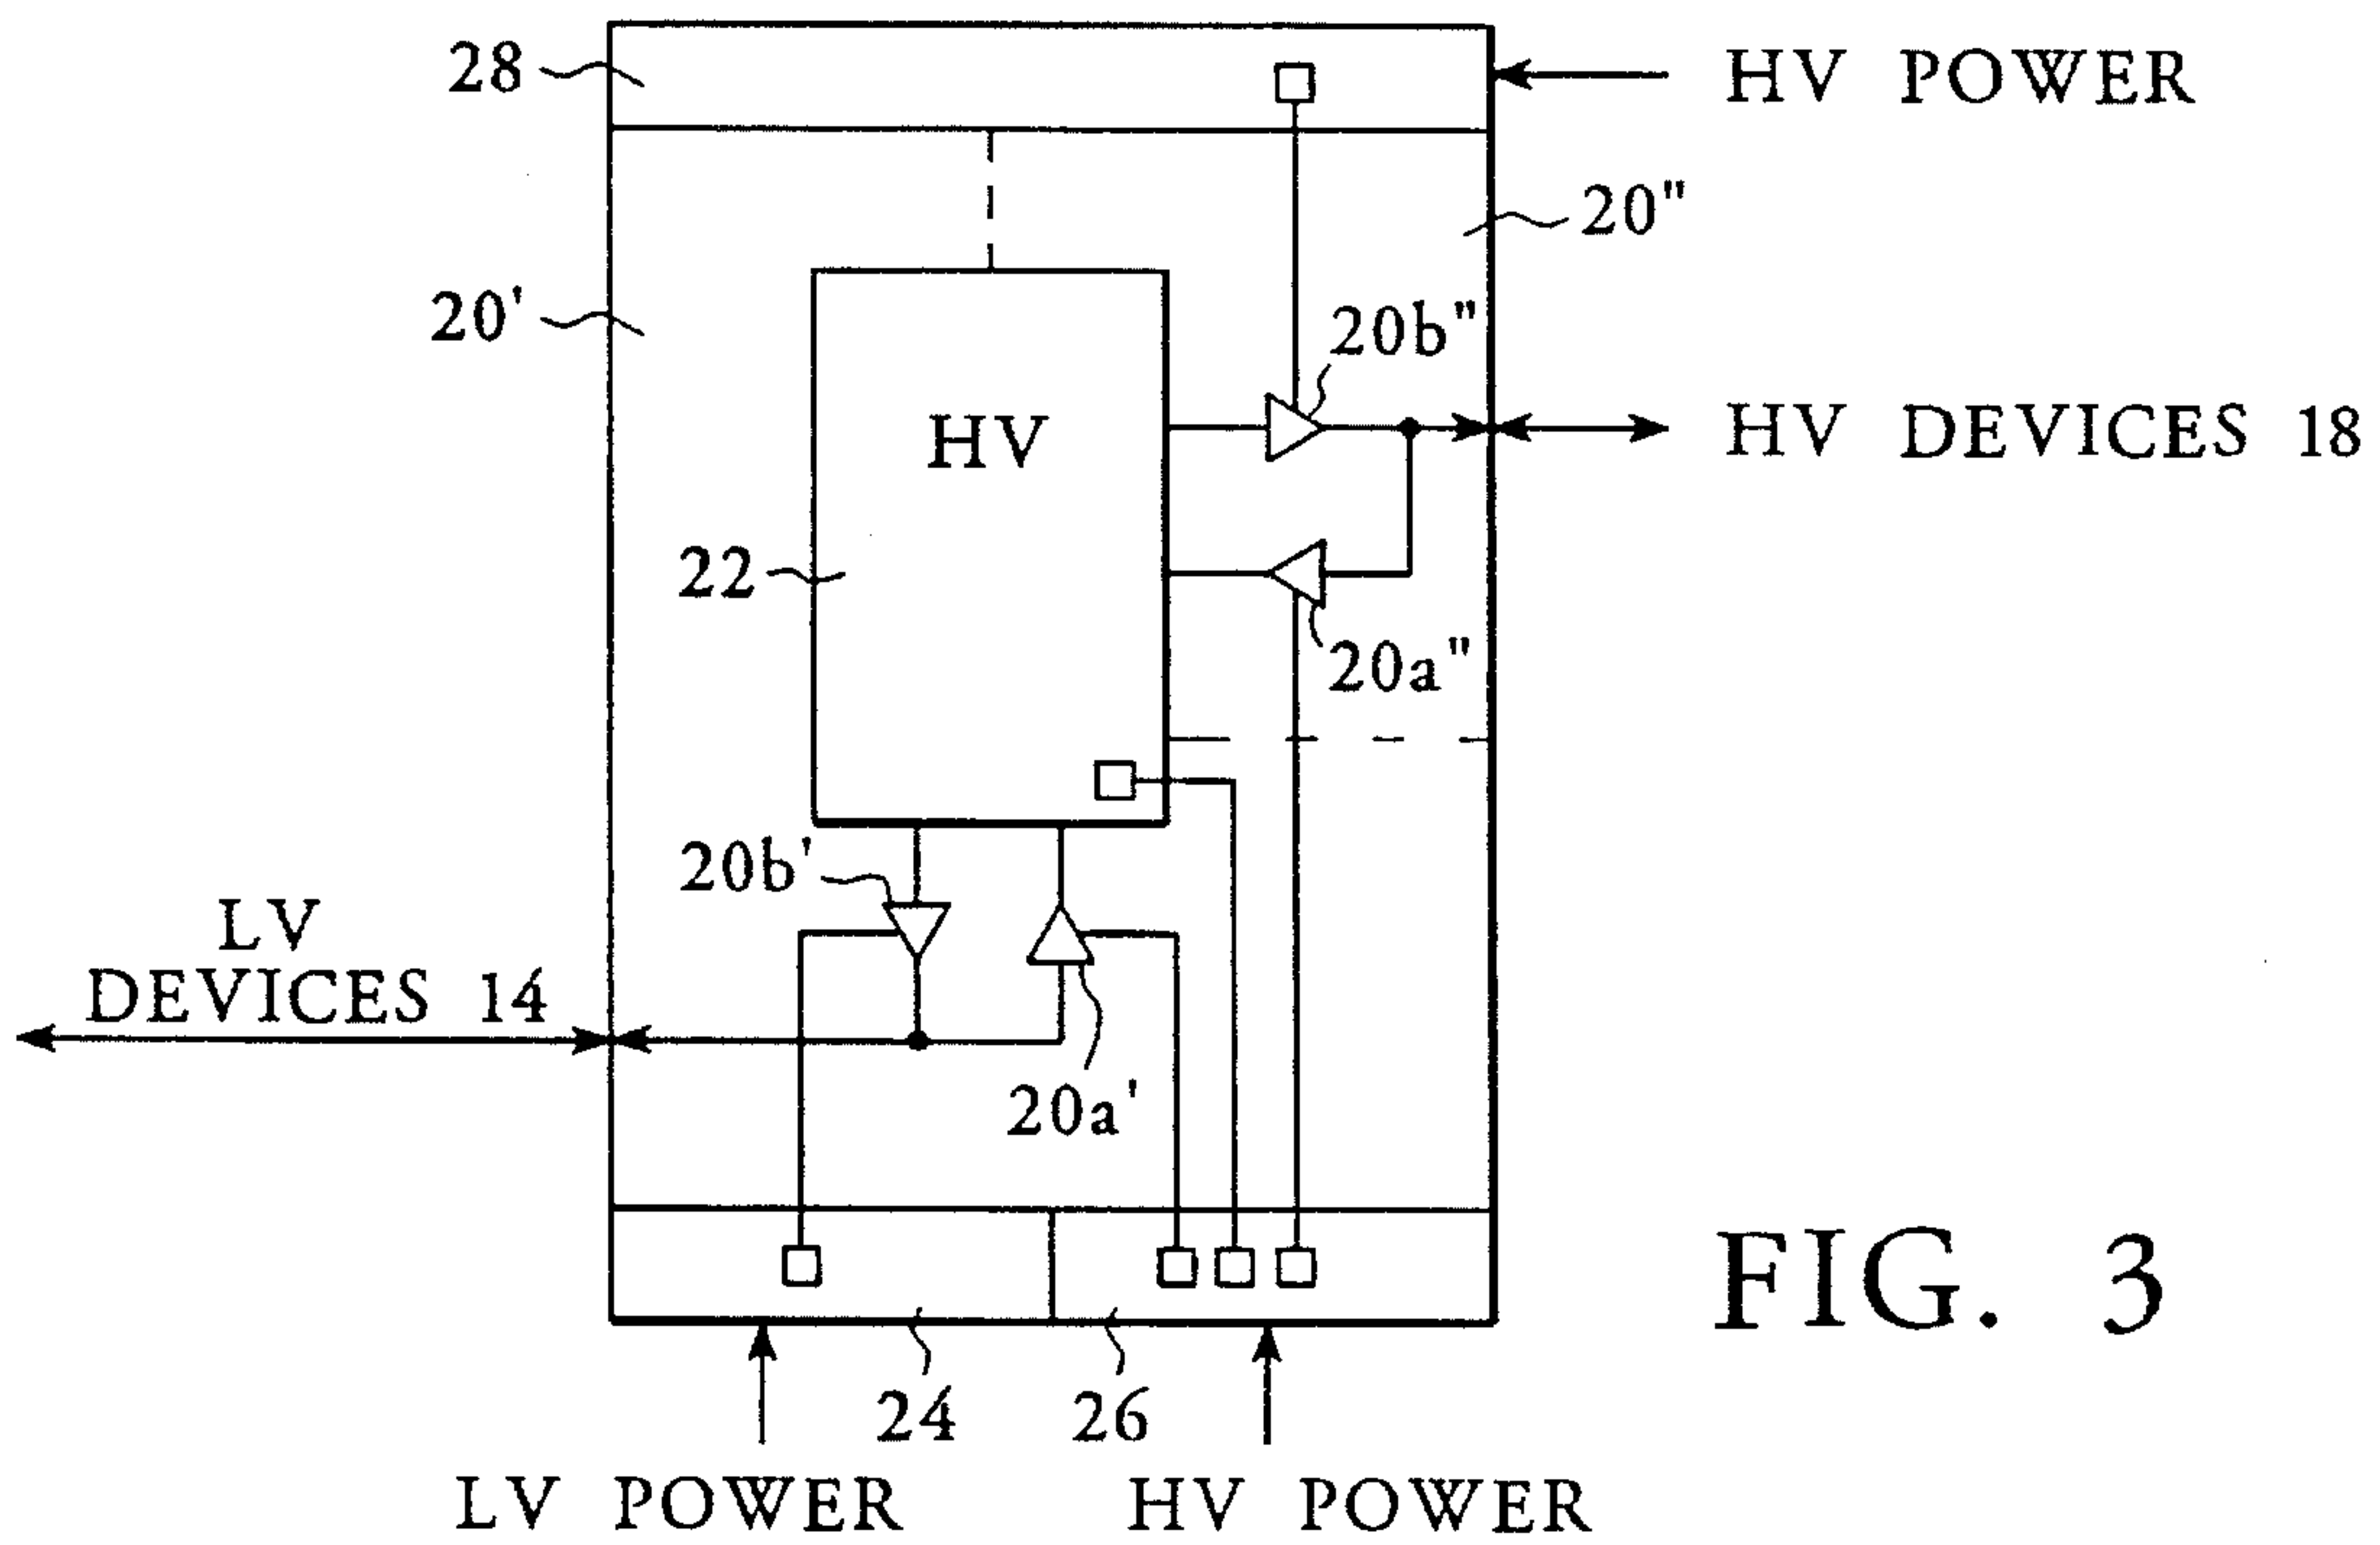 28
HV POWER
20"
20'
20b"
HV
HV DEVICES 18
22
20a"
20b'
LV
DEVICES 14
20a'
24
26
LV POWER
HV POWER
FIG. 3